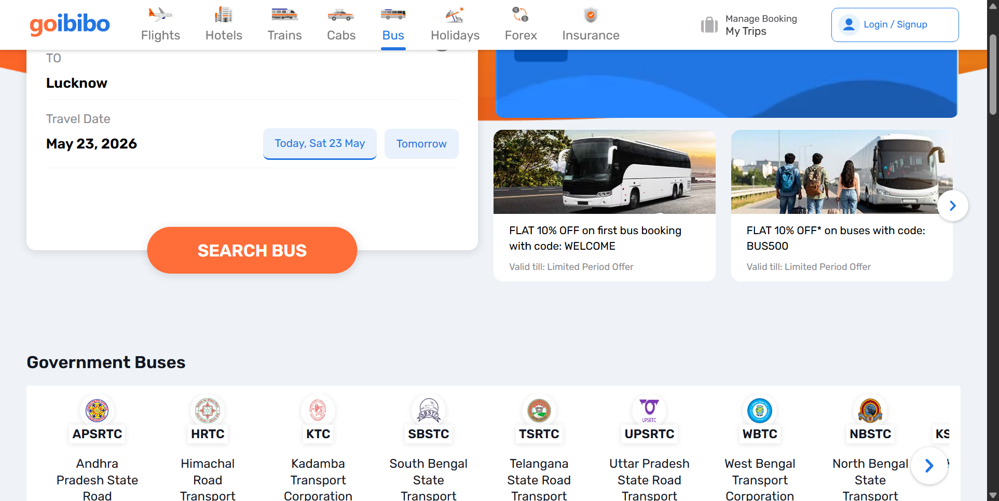 goibibo
Flights
Hotels
Trains
Cabs
Bus
Holidays
Forex
Insurance
Manage Booking
My Trips
Login / Signup
TO
Lucknow
Travel Date
May 23, 2026
Today, Sat 23 May
Tomorrow
SEARCH BUS
FLAT 10% OFF on first bus booking
with code: WELCOME
Valid till: Limited Period Offer
FLAT 10% OFF* on buses with code:
BUS500
Valid till: Limited Period Offer
Government Buses
APSRTC
Andhra
Pradesh State
Road
HRTC
Himachal
Road
Transport
KTC
Kadamba
Transport
Corporation
SBSTC
SBSTC
South Bengal
State
Transport
TSRTC
Telangana
State Road
Transport
UPSRTC
UPSRTC
Uttar Pradesh
State Road
Transport
WBTC
West Bengal
Transport
Corporation
NBSTC
North Bengal
State
Transport
KS